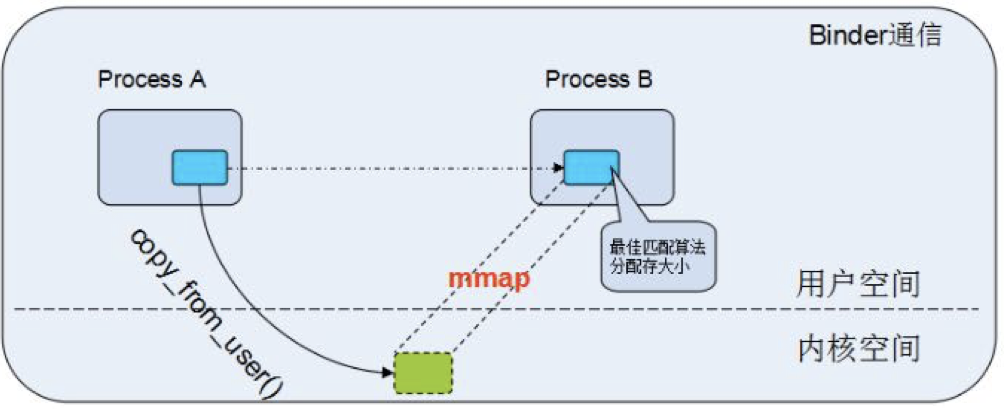 Binder通信
Process A
Process B
copy_from_user()
mmap
最佳匹配算法
分配存大小
用户空间
内核空间